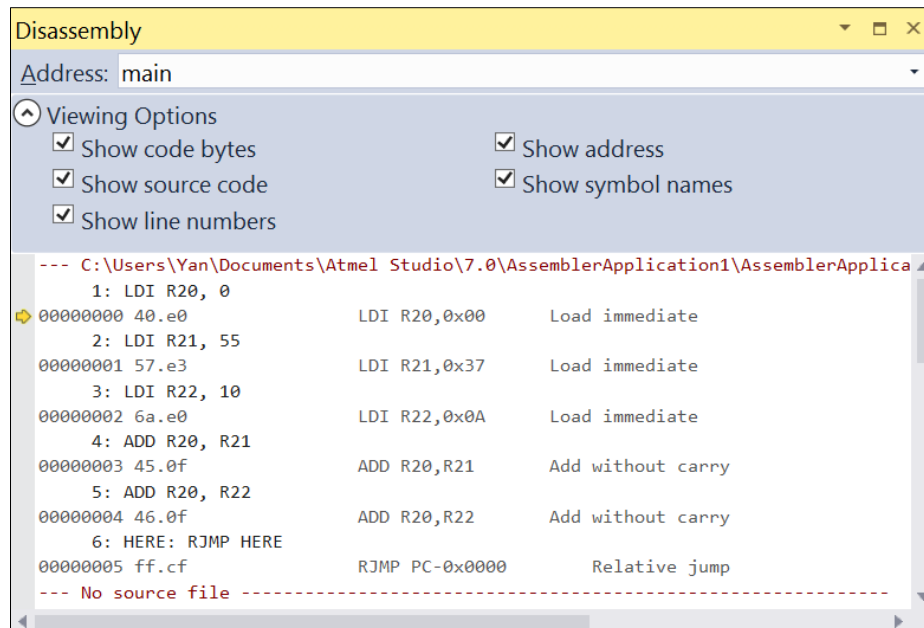 Disassembly
Address: main
Viewing Options
Show code bytes Show address
Show source code Show symbol names
Show line numbers
--- C:\Users\Yan\Documents\Atmel Studio\7.0\AssemblerApplication1\AssemblerApplica
1: LDI R20, 0
00000000 40.e0 LDI R20,0x00 Load immediate
2: LDI R21, 55
00000001 57.e3 LDI R21,0x37 Load immediate
3: LDI R22, 10
00000002 6a.e0 LDI R22,0x0A Load immediate
4: ADD R20, R21
00000003 45.0f ADD R20,R21 Add without carry
5: ADD R20, R22
00000004 46.0f ADD R20,R22 Add without carry
6: HERE: RJMP HERE
00000005 ff.cf RJMP PC-0x0000 Relative jump
--- No source file -------------------------------------------------------------